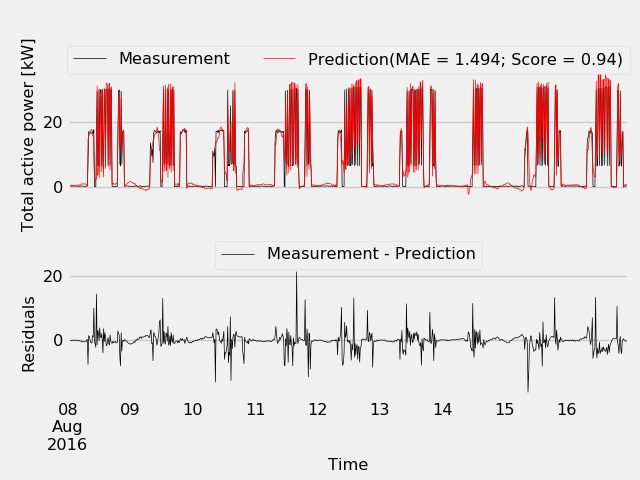 Measurement
Prediction(MAE = 1.494; Score = 0.94)
Total active power [kW]
20
0
Measurement - Prediction
Residuals
20
0
08 09 10 11 12 13 14 15 16
Aug
2016
Time